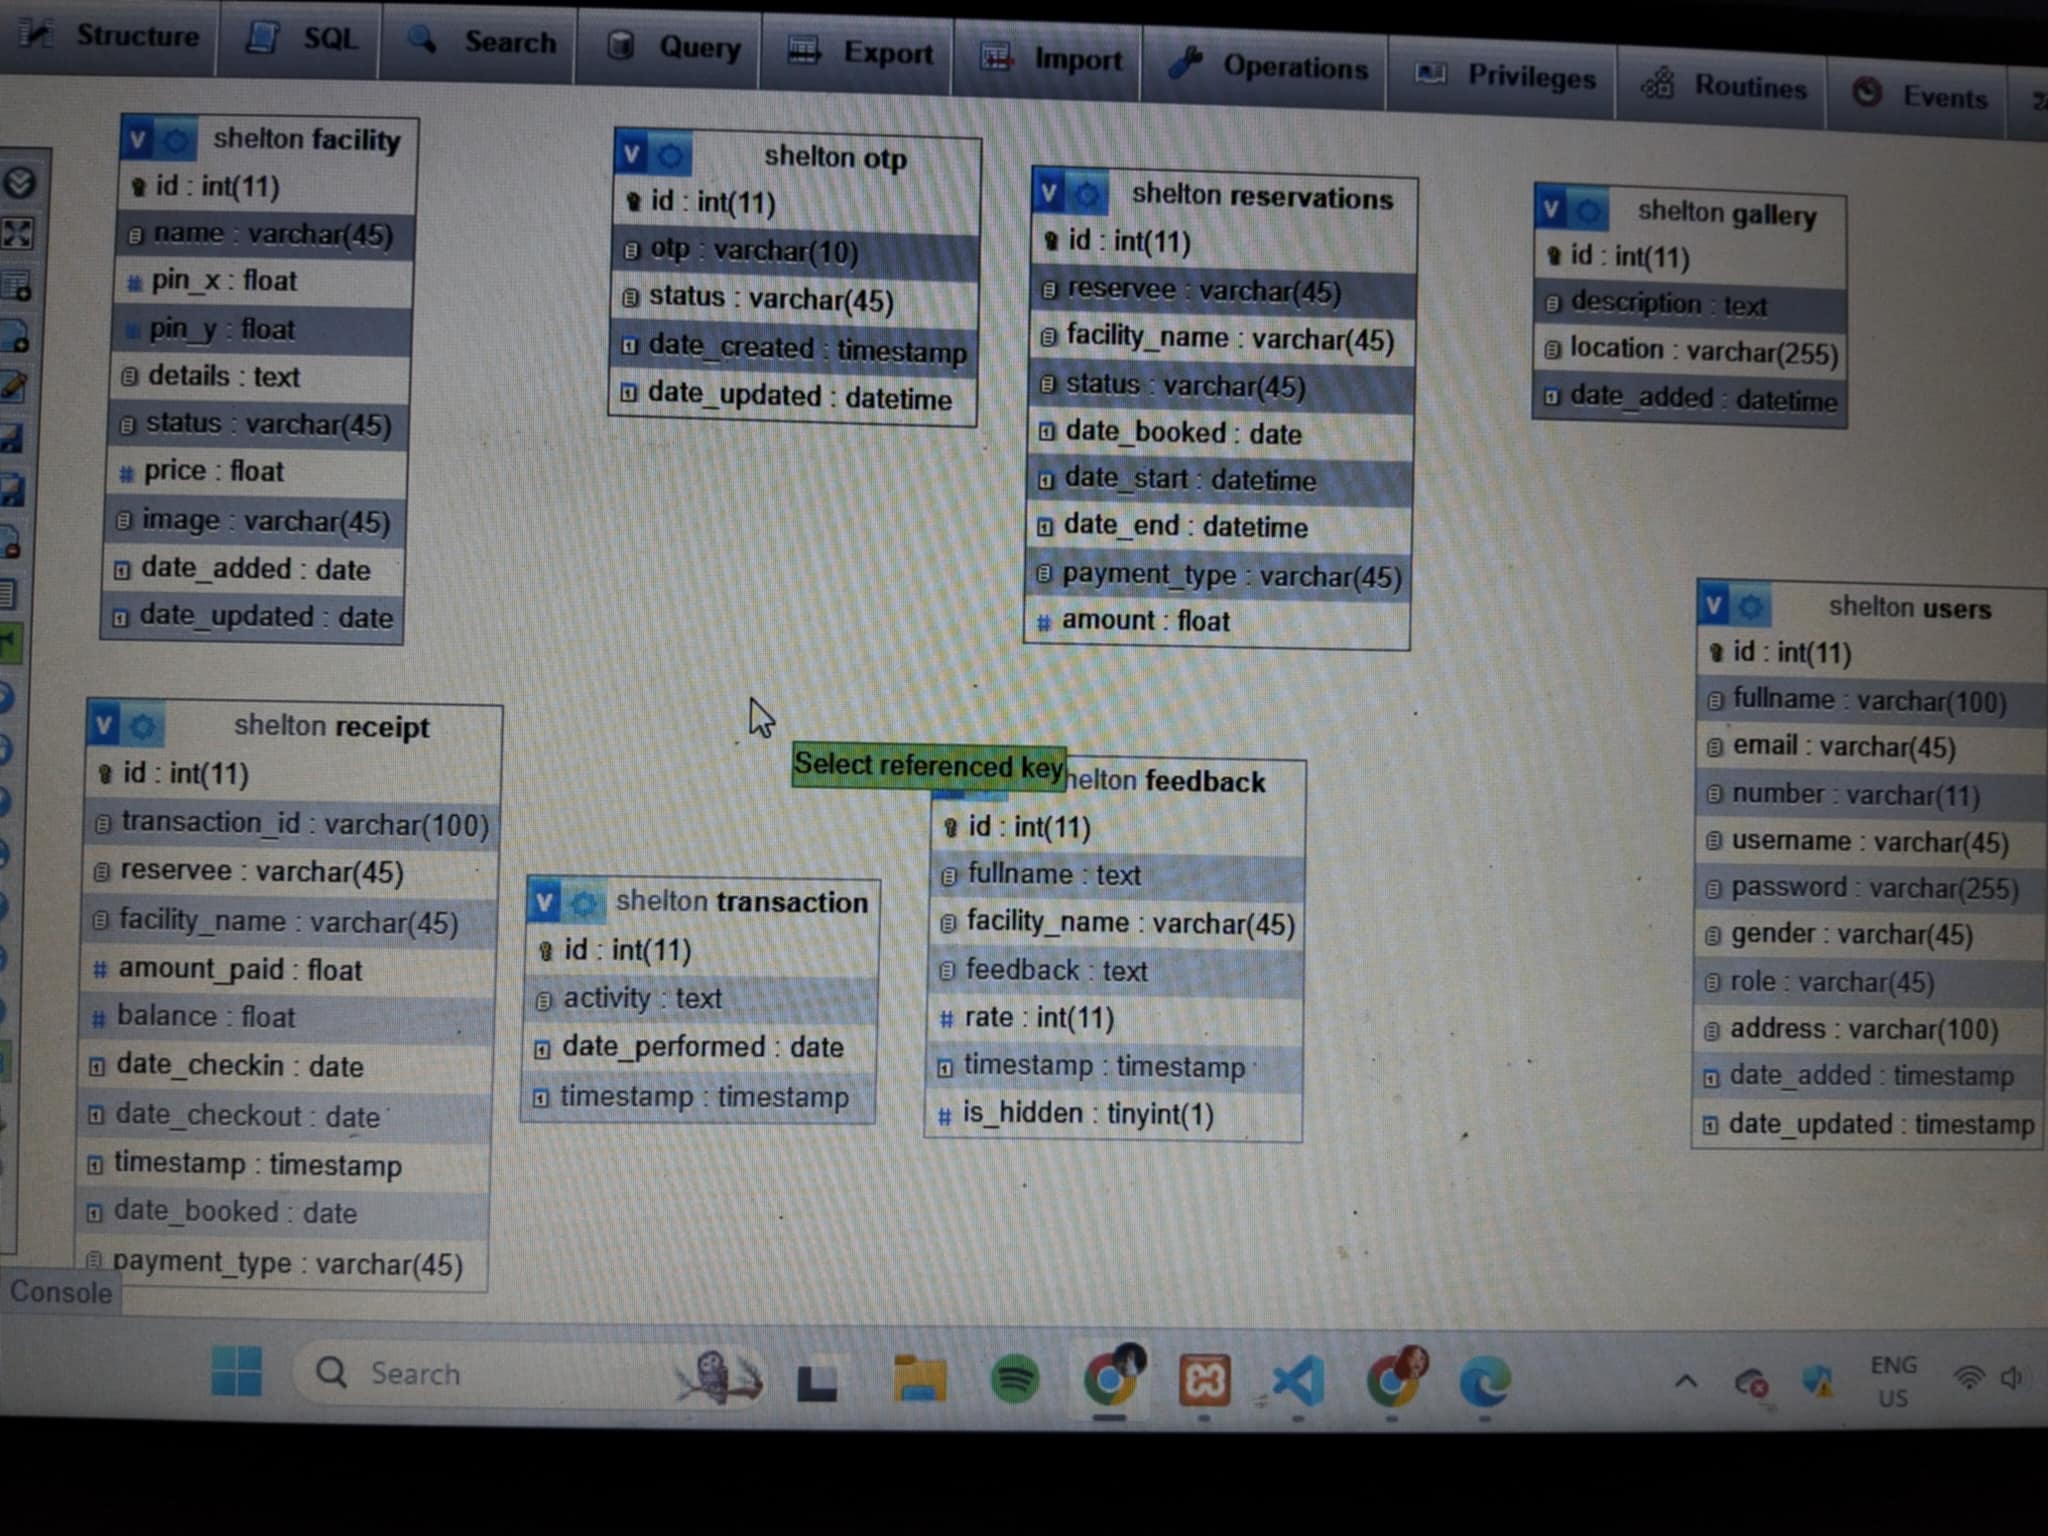 Structure
SQL
Search
Query
Export
Import
Operations
Privileges
Routines
Events
V shelton facility
id : int(11)
name : varchar(45)
pin_x : float
pin_y : float
details : text
status : varchar(45)
price : float
image : varchar(45)
date_added : date
date_updated : date
V shelton otp
id : int(11)
otp : varchar(10)
status : varchar(45)
date_created : timestamp
date_updated : datetime
V shelton reservations
id : int(11)
reservee : varchar(45)
facility_name : varchar(45)
status : varchar(45)
date_booked : date
date_start : datetime
date_end : datetime
payment_type : varchar(45)
# amount : float
V shelton gallery
id : int(11)
description : text
location : varchar(255)
date_added : datetime
V shelton users
id : int(11)
fullname : varchar(100)
email : varchar(45)
number : varchar(11)
username : varchar(45)
password : varchar(255)
gender : varchar(45)
role : varchar(45)
address : varchar(100)
date_added : timestamp
date_updated : timestamp
V shelton receipt
id : int(11)
transaction_id : varchar(100)
reservee : varchar(45)
facility_name : varchar(45)
# amount_paid : float
# balance : float
date_checkin : date
date_checkout : date
timestamp : timestamp
date_booked : date
payment_type : varchar(45)
V shelton transaction
id : int(11)
activity : text
date_performed : date
timestamp : timestamp
Select referenced key
helton feedback
id : int(11)
fullname : text
facility_name : varchar(45)
feedback : text
# rate : int(11)
timestamp : timestamp
# is_hidden : tinyint(1)
Console
Search
ENG
US